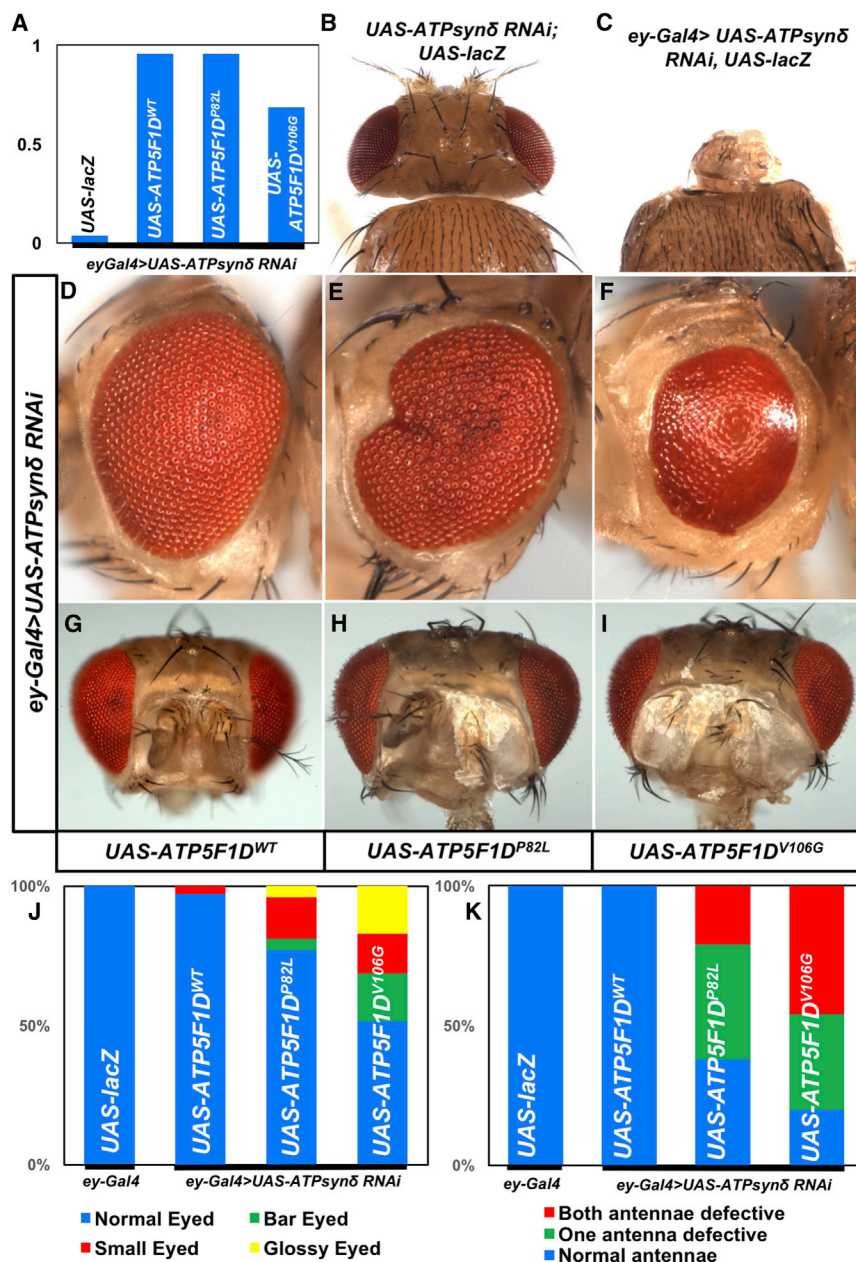 A
1
0.5
0
UAS-lacZ
UAS-ATP5F1D^WT
UAS-ATP5F1D^P82L
UAS-
ATP5F1D^V106G
eyGal4>UAS-ATPsynδ RNAi
B
UAS-ATPsynδ RNAi;
UAS-lacZ
C
ey-Gal4> UAS-ATPsynδ
RNAi, UAS-lacZ
ey-Gal4>UAS-ATPsynδ RNAi
D
E
F
G
H
I
UAS-ATP5F1D^WT
UAS-ATP5F1D^P82L
UAS-ATP5F1D^V106G
100%
J
50%
0%
UAS-lacZ
UAS-ATP5F1D^WT
UAS-ATP5F1D^P82L
UAS-ATP5F1D^V106G
ey-Gal4
ey-Gal4>UAS-ATPsynδ RNAi
Normal Eyed
Bar Eyed
Small Eyed
Glossy Eyed
100%
K
50%
0%
UAS-lacZ
UAS-ATP5F1D^WT
UAS-ATP5F1D^P82L
UAS-ATP5F1D^V106G
ey-Gal4
ey-Gal4>UAS-ATPsynδ RNAi
Both antennae defective
One antenna defective
Normal antennae